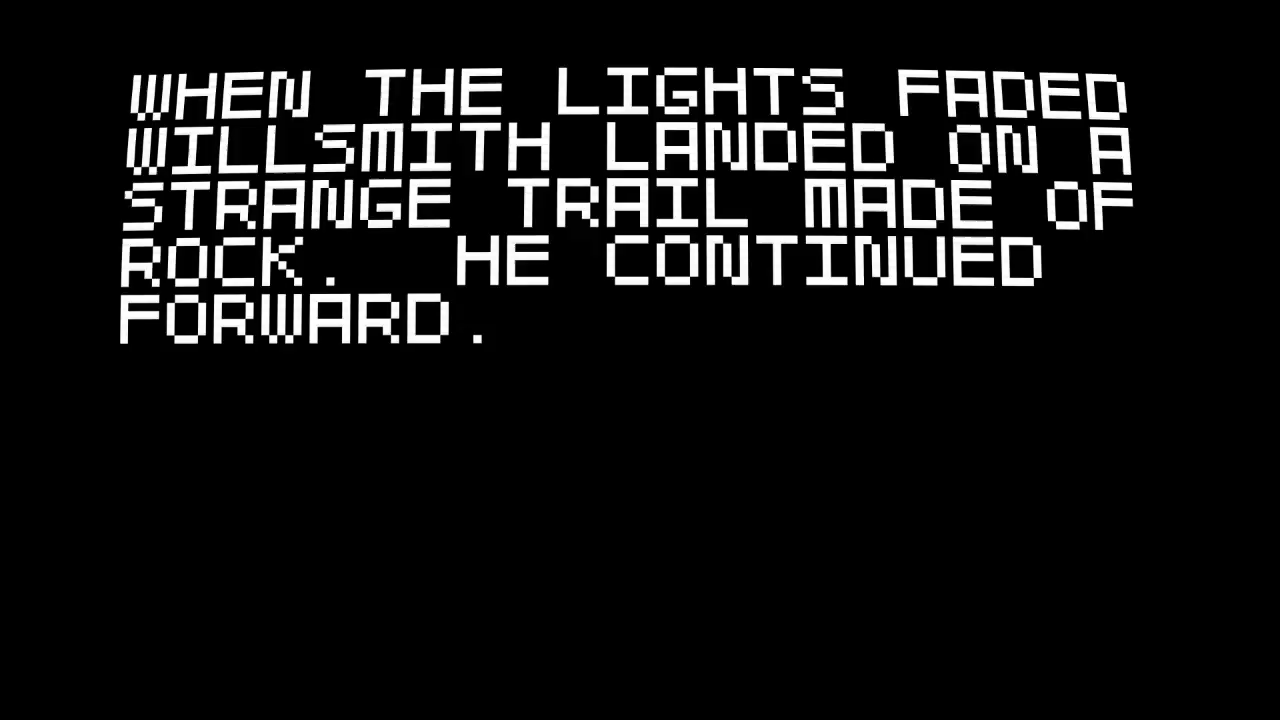 WHEN THE LIGHTS FADED
WILLSMITH LANDED ON A
STRANGE TRAIL MADE OF
ROCK.  HE CONTINUED
FORWARD.